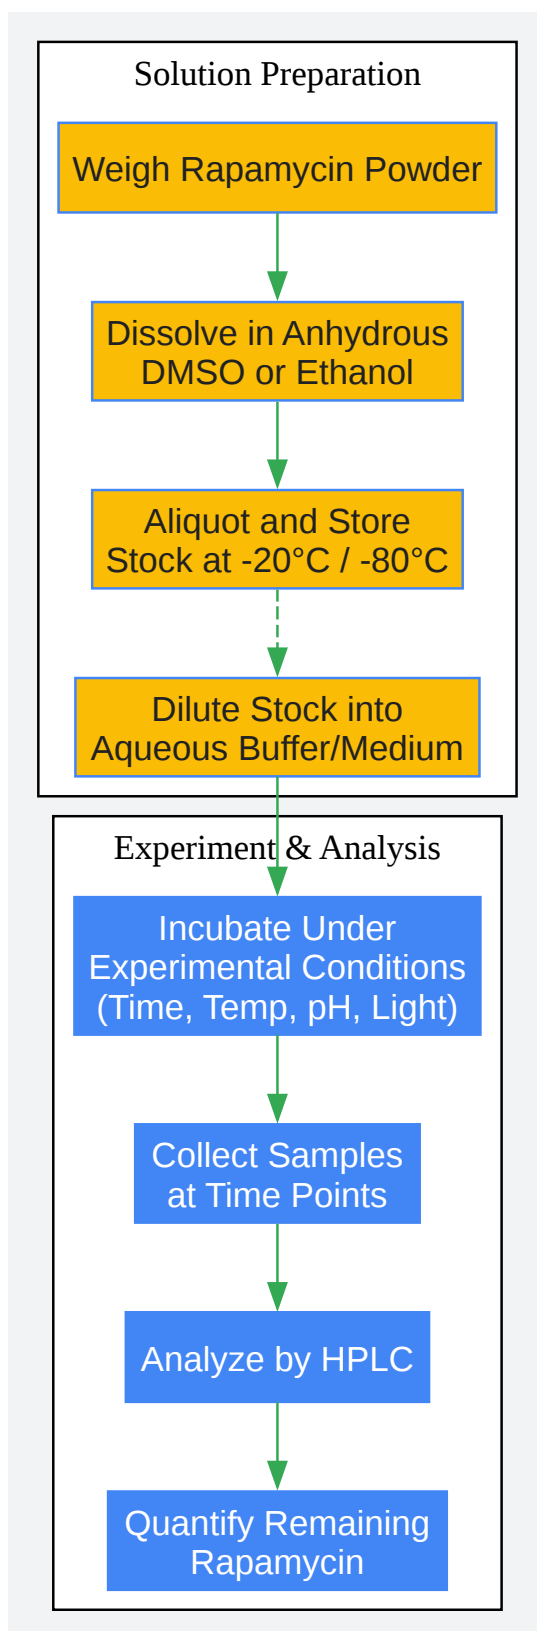 Solution Preparation
Weigh Rapamycin Powder
Dissolve in Anhydrous
DMSO or Ethanol
Aliquot and Store
Stock at -20°C / -80°C
Dilute Stock into
Aqueous Buffer/Medium
Experiment & Analysis
Incubate Under
Experimental Conditions
(Time, Temp, pH, Light)
Collect Samples
at Time Points
Analyze by HPLC
Quantify Remaining
Rapamycin